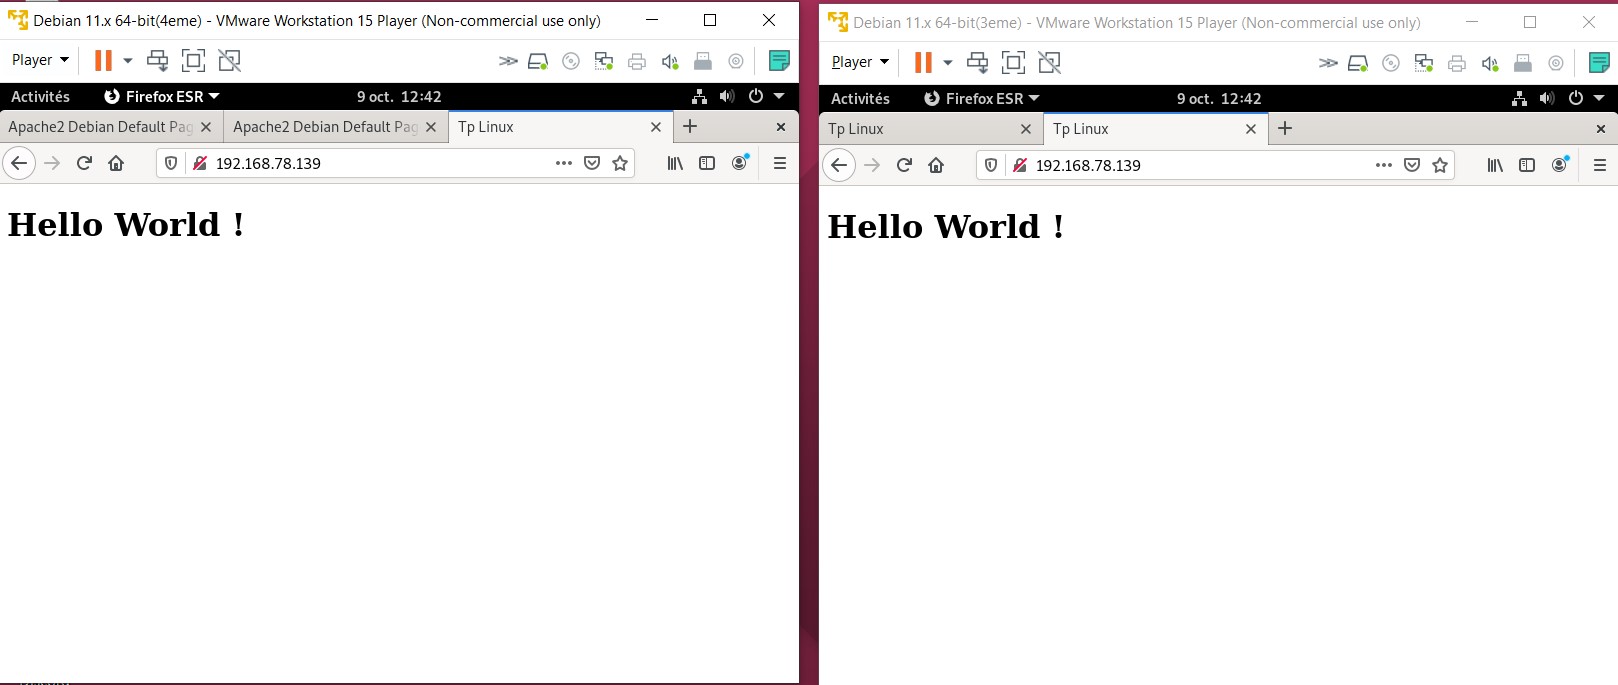 Debian 11.x 64-bit(4eme) - VMware Workstation 15 Player (Non-commercial use only)
Player
Activités Firefox ESR 9 oct. 12:42
Apache2 Debian Default Pag Apache2 Debian Default Pag Tp Linux
192.168.78.139
Hello World !
Debian 11.x 64-bit(3eme) - VMware Workstation 15 Player (Non-commercial use only)
Player
Activités Firefox ESR 9 oct. 12:42
Tp Linux Tp Linux
192.168.78.139
Hello World !